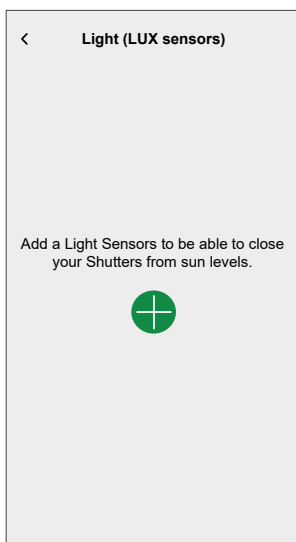 Light (LUX sensors)
Add a Light Sensors to be able to close
your Shutters from sun levels.